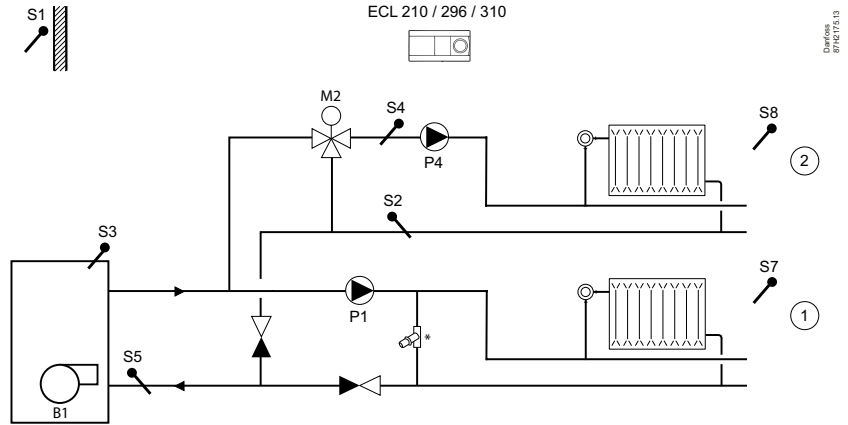 S1
ECL 210 / 296 / 310
Danfoss
87H2175.13
M2
S4
P4
S8
2
S2
S3
S7
P1
*
1
S5
B1